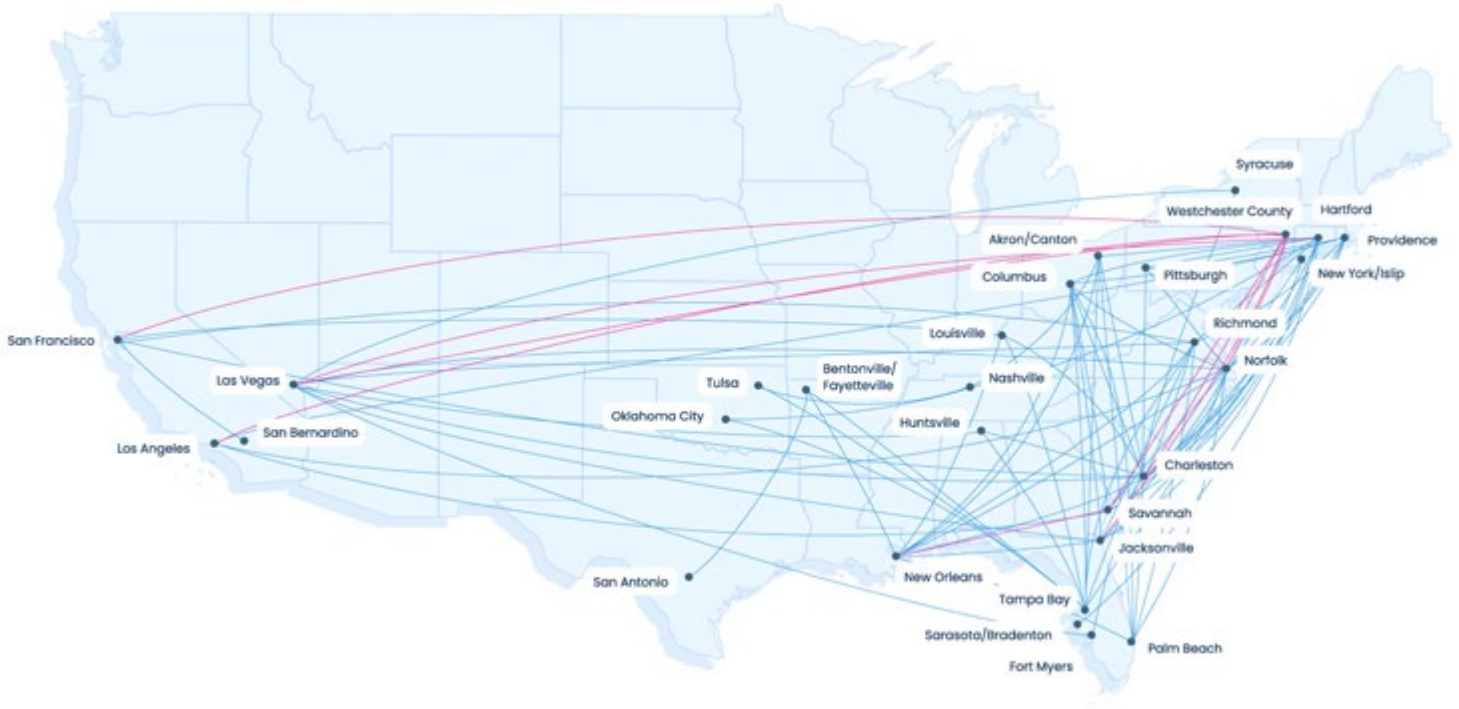 Syracuse
Westchester County
Hartford
Akron/Canton
Providence
Columbus
Pittsburgh
New York/Islip
Richmond
San Francisco
Louisville
Norfolk
Las Vegas
Tulsa
Bentonville/
Fayetteville
Nashville
Oklahoma City
Huntsville
San Bernardino
Los Angeles
Charleston
Savannah
Jacksonville
San Antonio
New Orleans
Tampa Bay
Sarasota/Bradenton
Palm Beach
Fort Myers